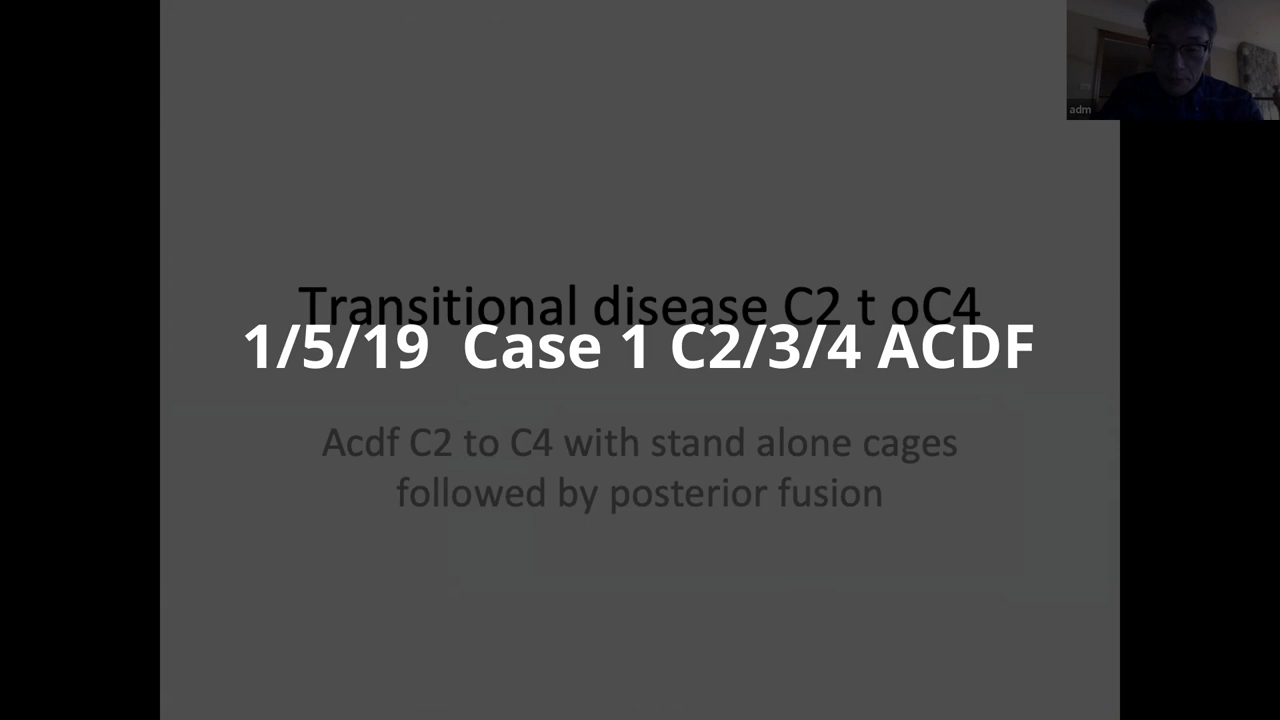 adm
Transitional disease C2 t oC4
1/5/19 Case 1 C2/3/4 ACDF
Acdf C2 to C4 with stand alone cages
followed by posterior fusion